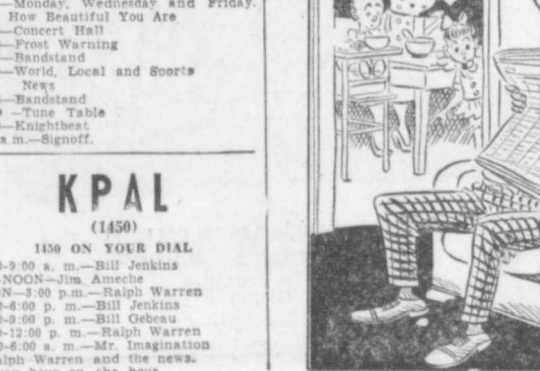 —Monday, Wednesday and Friday.
How Beautiful You Are
—Concert Hall
—Frost Warning
—Bandstand
—World, Local and Sports
News
—Bandstand
—Tune Table
—Knightbeat
a.m.—Signoff.
KPAL
(1450)
1450 ON YOUR DIAL
-9:00 a. m.—Bill Jenkins
-NOON—Jim Ameche
N—3:00 p.m.—Ralph Warren
-6:00 p. m.—Bill Jenkins
-9:00 p. m.—Bill Gebeau
-12:00 p. m.—Ralph Warren
-6:00 a. m.—Mr. Imagination
alph Warren and the news.